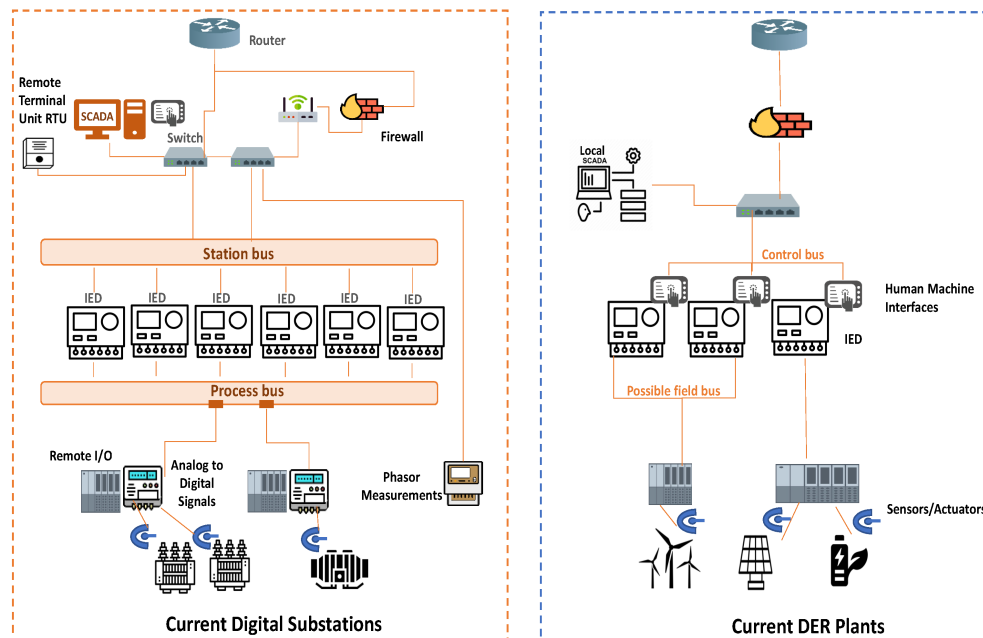 Router
Remote
Terminal
Unit RTU
SCADA
Switch
Firewall
Station bus
IED
IED
IED
IED
IED
IED
Process bus
Remote I/O
Analog to
Digital
Signals
Phasor
Measurements
Current Digital Substations
Local
SCADA
Control bus
Human Machine
Interfaces
IED
Possible field bus
Sensors/Actuators
Current DER Plants